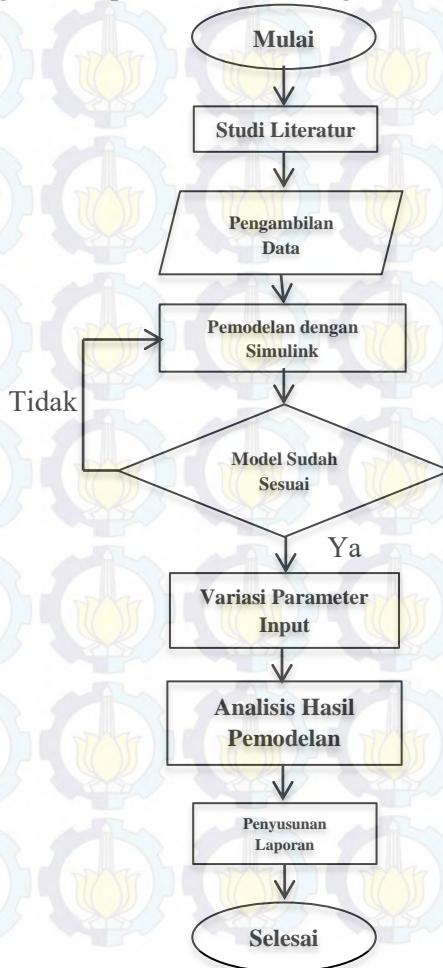 Mulai
Studi Literatur
Pengambilan
Data
Pemodelan dengan
Simulink
Tidak
Model Sudah
Sesuai
Ya
Variasi Parameter
Input
Analisis Hasil
Pemodelan
Penyusunan
Laporan
Selesai